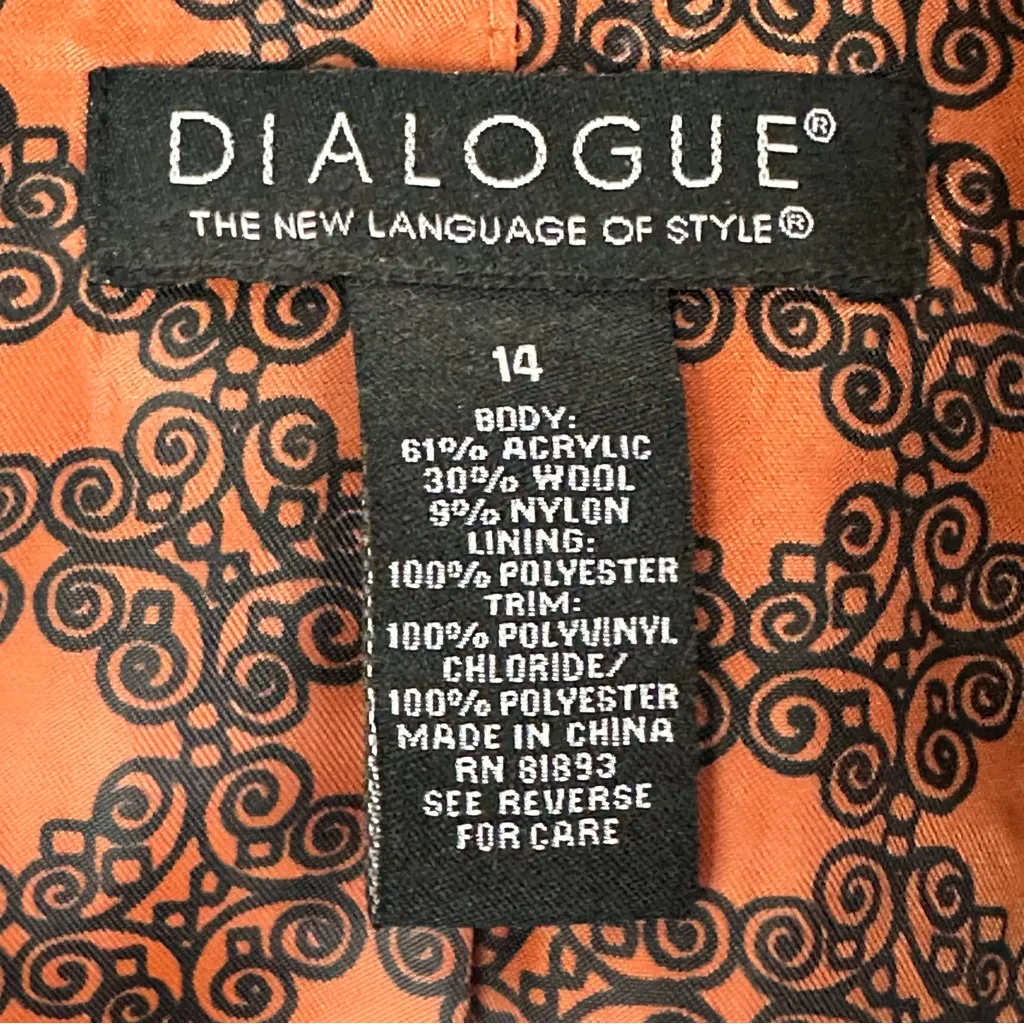 DIALOGUE®
THE NEW LANGUAGE OF STYLE®
14
BODY:
61% ACRYLIC
30% WOOL
9% NYLON
LINING:
100% POLYESTER
TRIM:
100% POLYVINYL
CHLORIDE/
100% POLYESTER
MADE IN CHINA
RN 81893
SEE REVERSE
FOR CARE